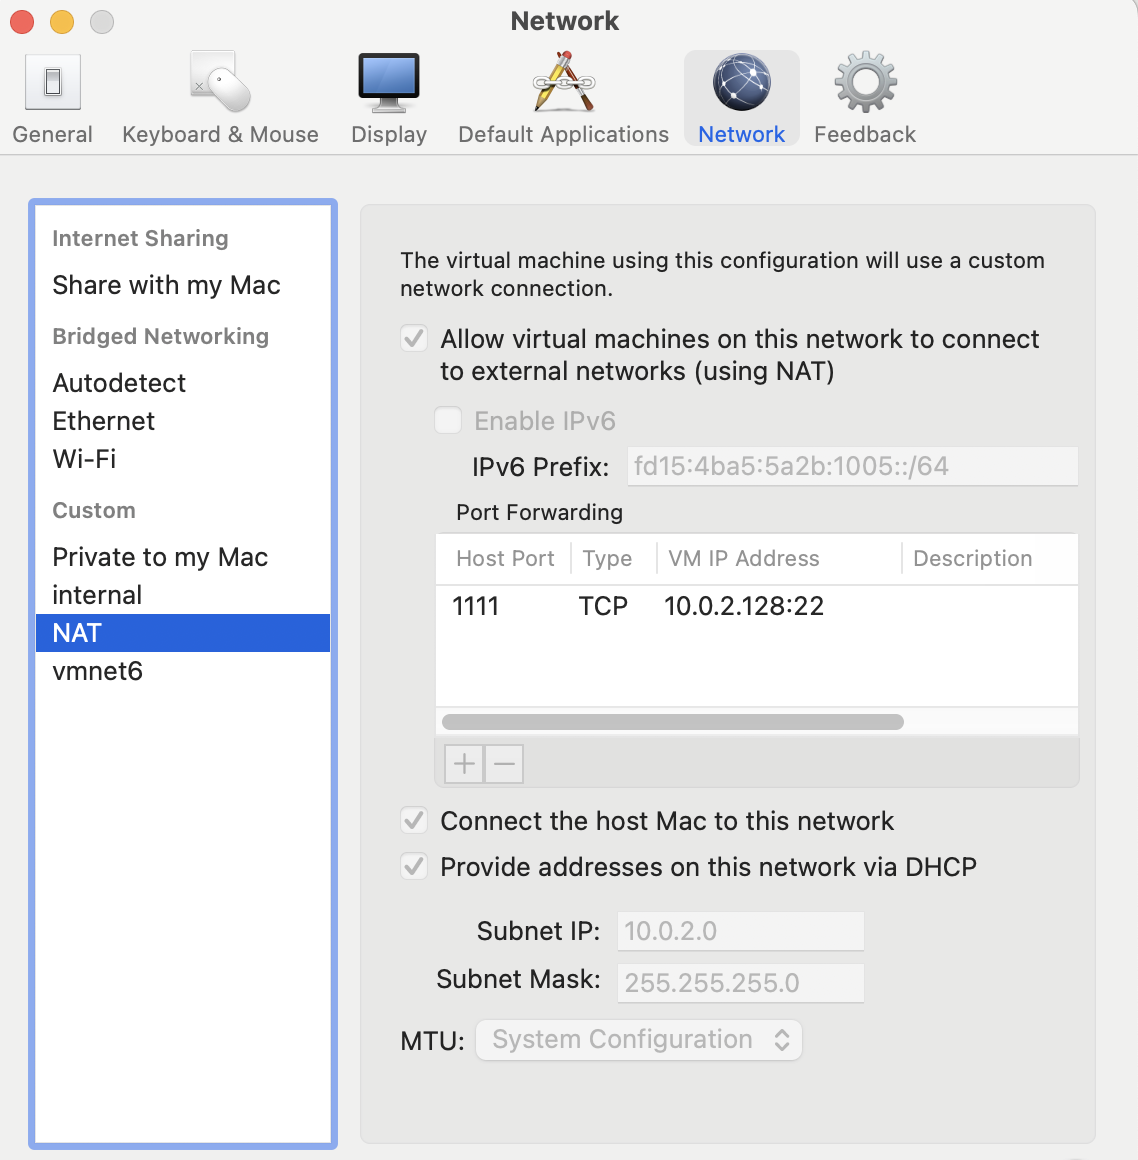 Network
General
Keyboard & Mouse
Display
Default Applications
Network
Feedback
Internet Sharing
Share with my Mac
Bridged Networking
Autodetect
Ethernet
Wi-Fi
Custom
Private to my Mac
internal
NAT
vmnet6
The virtual machine using this configuration will use a custom
network connection.
Allow virtual machines on this network to connect
to external networks (using NAT)
Enable IPv6
IPv6 Prefix: fd15:4ba5:5a2b:1005::/64
Port Forwarding
Host Port Type VM IP Address Description
1111 TCP 10.0.2.128:22
Connect the host Mac to this network
Provide addresses on this network via DHCP
Subnet IP: 10.0.2.0
Subnet Mask: 255.255.255.0
MTU: System Configuration